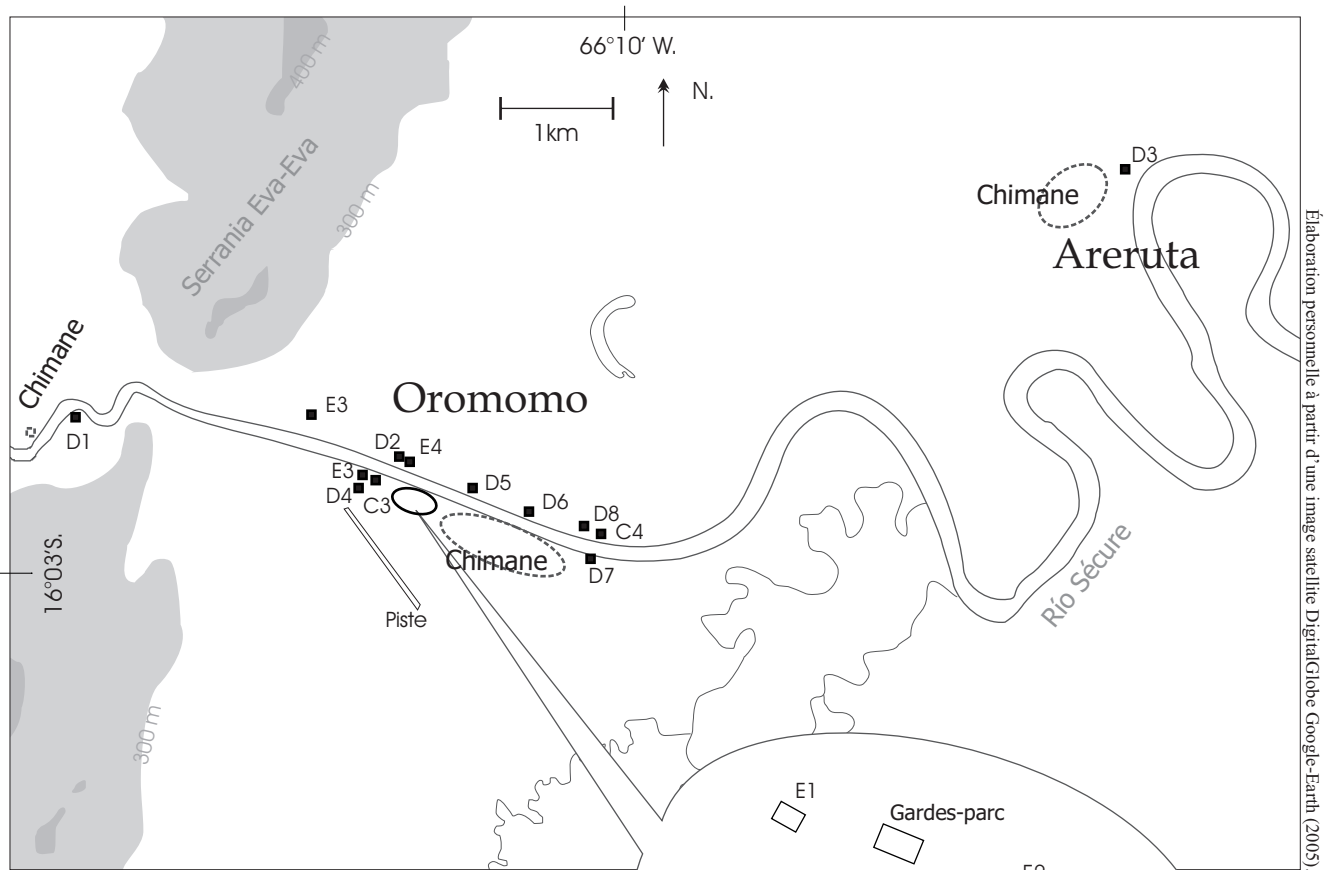 66°10' W.
400 m
N.
1km
D3
Chimane
Serrania Eva-Eva
300 m
Areruta
Chimane
Oromomo
E3
D1
D2
E4
E3
D4
C3
D5
D6
D8
C4
Chimane
D7
16°03'S.
Piste
Río Sécure
300 m
E1
Gardes-parc
Élaboration personnelle à partir d'une image satellite DigitalGlobe Google-Earth (2005).